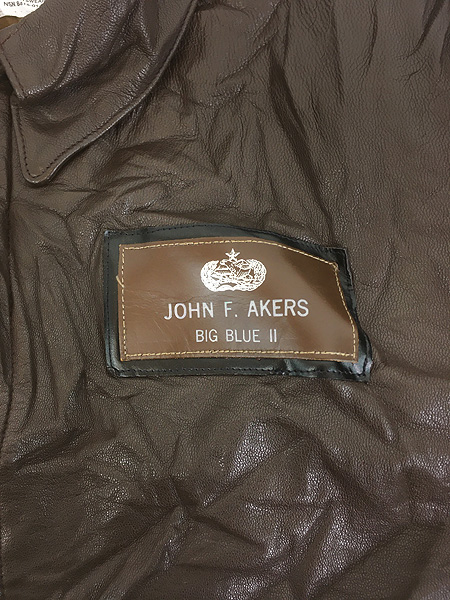 JOHN F. AKERS
BIG BLUE II